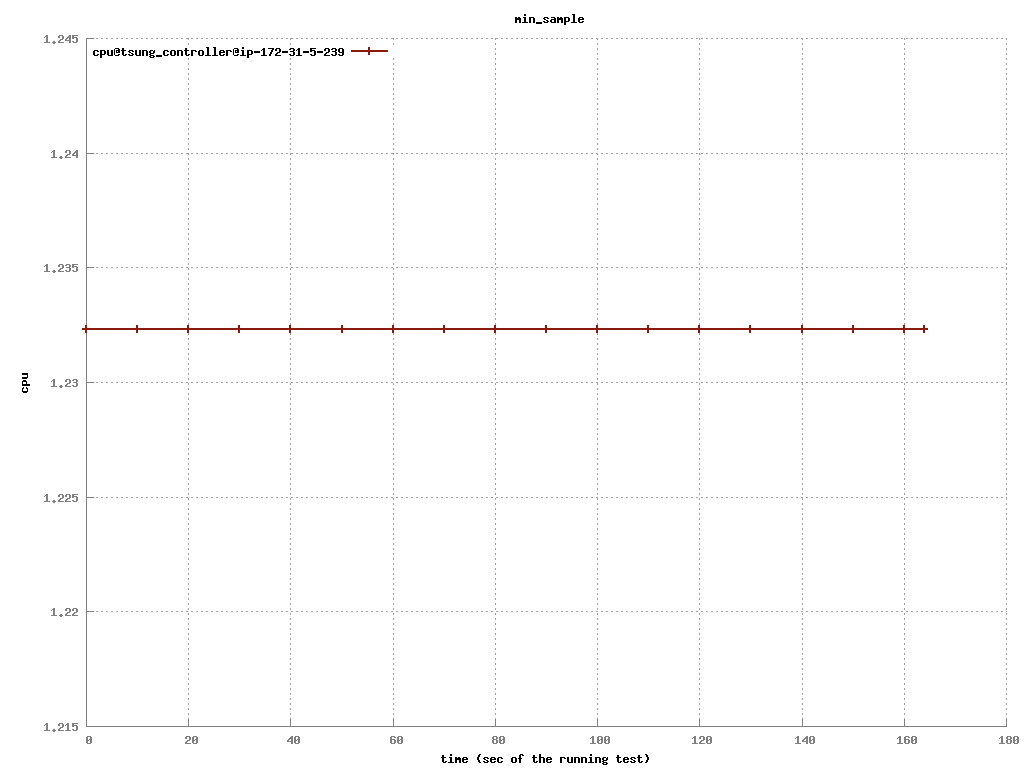 min_sample
cpu@tsung_controller@ip-172-31-5-239
1.245
1.24
1.235
1.23
1.225
1.22
1.215
cpu
0 20 40 60 80 100 120 140 160 180
time (sec of the running test)